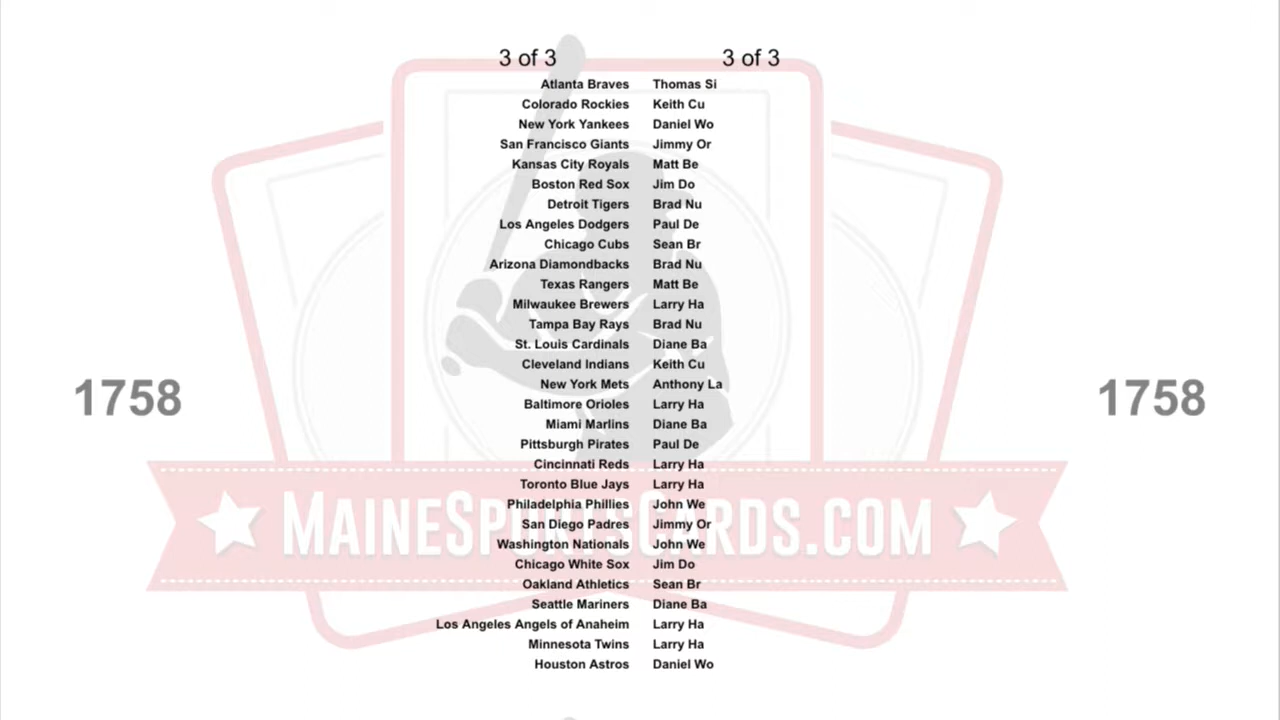 3 of 3 3 of 3
Atlanta Braves Thomas Si
Colorado Rockies Keith Cu
New York Yankees Daniel Wo
San Francisco Giants Jimmy Or
Kansas City Royals Matt Be
Boston Red Sox Jim Do
Detroit Tigers Brad Nu
Los Angeles Dodgers Paul De
Chicago Cubs Sean Br
Arizona Diamondbacks Brad Nu
Texas Rangers Matt Be
Milwaukee Brewers Larry Ha
Tampa Bay Rays Brad Nu
St. Louis Cardinals Diane Ba
Cleveland Indians Keith Cu
New York Mets Anthony La
1758 1758
Baltimore Orioles Larry Ha
Miami Marlins Diane Ba
Pittsburgh Pirates Paul De
Cincinnati Reds Larry Ha
Toronto Blue Jays Larry Ha
Philadelphia Phillies John We
MAINESPORTSCARDS.COM
San Diego Padres Jimmy Or
Washington Nationals John We
Chicago White Sox Jim Do
Oakland Athletics Sean Br
Seattle Mariners Diane Ba
Los Angeles Angels of Anaheim Larry Ha
Minnesota Twins Larry Ha
Houston Astros Daniel Wo